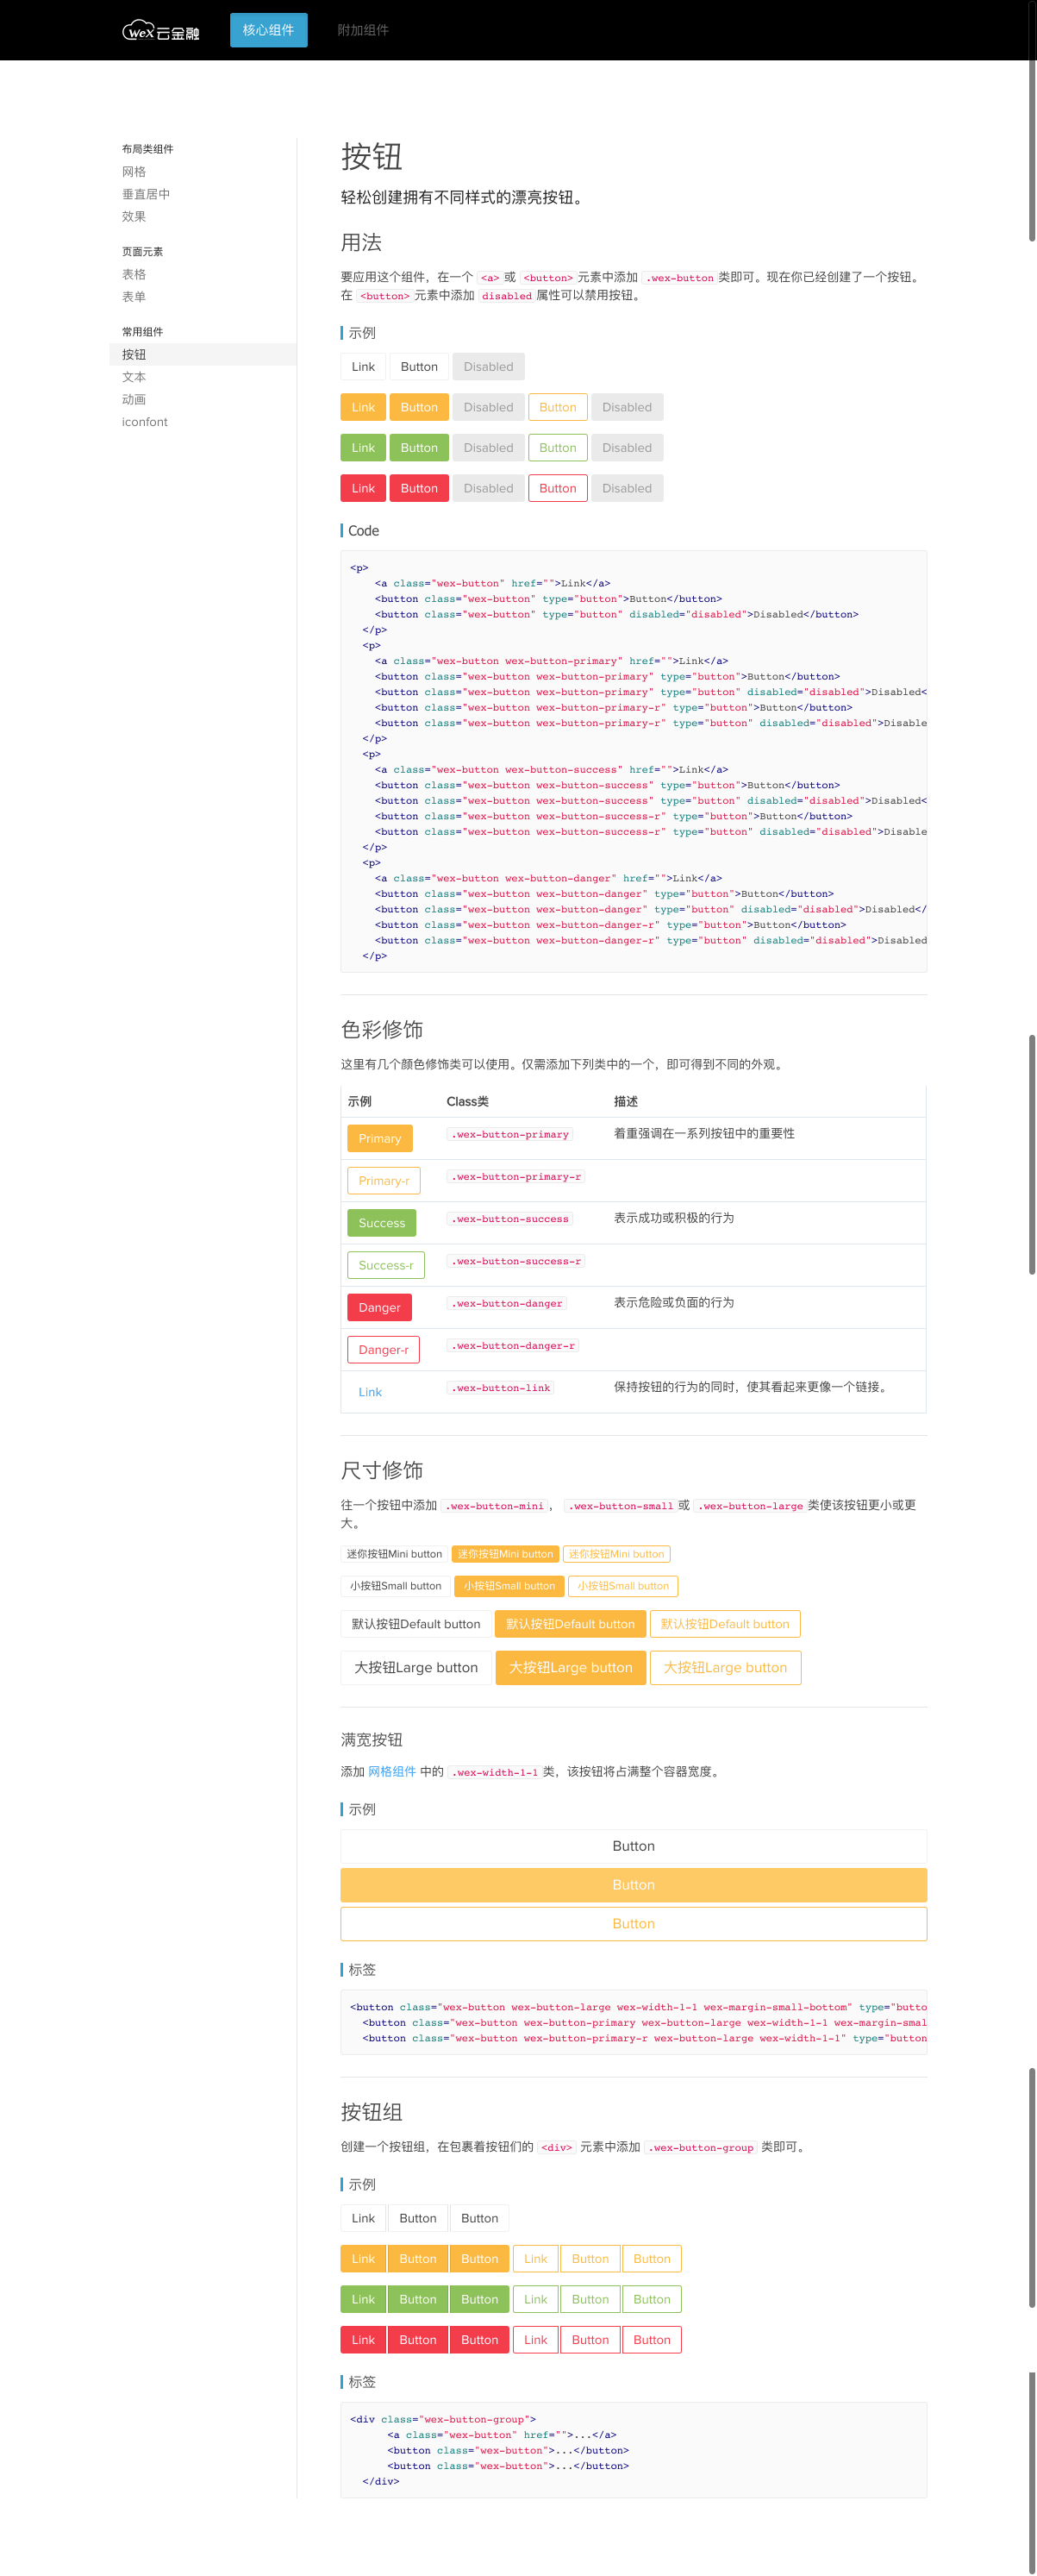 WeX云金融 核心组件 附加组件
布局类组件
网格
垂直居中
效果
页面元素
表格
表单
常用组件
按钮
文本
动画
iconfont
按钮
轻松创建拥有不同样式的漂亮按钮。
用法
要应用这个组件，在一个 <a> 或 <button> 元素中添加 .wex-button 类即可。现在你已经创建了一个按钮。
在 <button> 元素中添加 disabled 属性可以禁用按钮。
示例
Link Button Disabled
Link Button Disabled Button Disabled
Link Button Disabled Button Disabled
Link Button Disabled Button Disabled
Code
<p>
<a class="wex-button" href="">Link</a>
<button class="wex-button" type="button">Button</button>
<button class="wex-button" type="button" disabled="disabled">Disabled</button>
</p>
<p>
<a class="wex-button wex-button-primary" href="">Link</a>
<button class="wex-button wex-button-primary" type="button">Button</button>
<button class="wex-button wex-button-primary" type="button" disabled="disabled">Disabled<
<button class="wex-button wex-button-primary-r" type="button">Button</button>
<button class="wex-button wex-button-primary-r" type="button" disabled="disabled">Disable
</p>
<p>
<a class="wex-button wex-button-success" href="">Link</a>
<button class="wex-button wex-button-success" type="button">Button</button>
<button class="wex-button wex-button-success" type="button" disabled="disabled">Disabled<
<button class="wex-button wex-button-success-r" type="button">Button</button>
<button class="wex-button wex-button-success-r" type="button" disabled="disabled">Disable
</p>
<p>
<a class="wex-button wex-button-danger" href="">Link</a>
<button class="wex-button wex-button-danger" type="button">Button</button>
<button class="wex-button wex-button-danger" type="button" disabled="disabled">Disabled</
<button class="wex-button wex-button-danger-r" type="button">Button</button>
<button class="wex-button wex-button-danger-r" type="button" disabled="disabled">Disabled
</p>
色彩修饰
这里有几个颜色修饰类可以使用。仅需添加下列类中的一个，即可得到不同的外观。
示例 Class类 描述
Primary .wex-button-primary 着重强调在一系列按钮中的重要性
Primary-r .wex-button-primary-r
Success .wex-button-success 表示成功或积极的行为
Success-r .wex-button-success-r
Danger .wex-button-danger 表示危险或负面的行为
Danger-r .wex-button-danger-r
Link .wex-button-link 保持按钮的行为的同时，使其看起来更像一个链接。
尺寸修饰
往一个按钮中添加 .wex-button-mini， .wex-button-small 或 .wex-button-large 类使该按钮更小或更
大。
迷你按钮Mini button 迷你按钮Mini button 迷你按钮Mini button
小按钮Small button 小按钮Small button 小按钮Small button
默认按钮Default button 默认按钮Default button 默认按钮Default button
大按钮Large button 大按钮Large button 大按钮Large button
满宽按钮
添加 网格组件 中的 .wex-width-1-1 类，该按钮将占满整个容器宽度。
示例
Button
Button
Button
标签
<button class="wex-button wex-button-large wex-width-1-1 wex-margin-small-bottom" type="butto
<button class="wex-button wex-button-primary wex-button-large wex-width-1-1 wex-margin-smal
<button class="wex-button wex-button-primary-r wex-button-large wex-width-1-1" type="button
按钮组
创建一个按钮组，在包裹着按钮们的 <div> 元素中添加 .wex-button-group 类即可。
示例
Link Button Button
Link Button Button Link Button Button
Link Button Button Link Button Button
Link Button Button Link Button Button
标签
<div class="wex-button-group">
<a class="wex-button" href="">...</a>
<button class="wex-button">...</button>
<button class="wex-button">...</button>
</div>